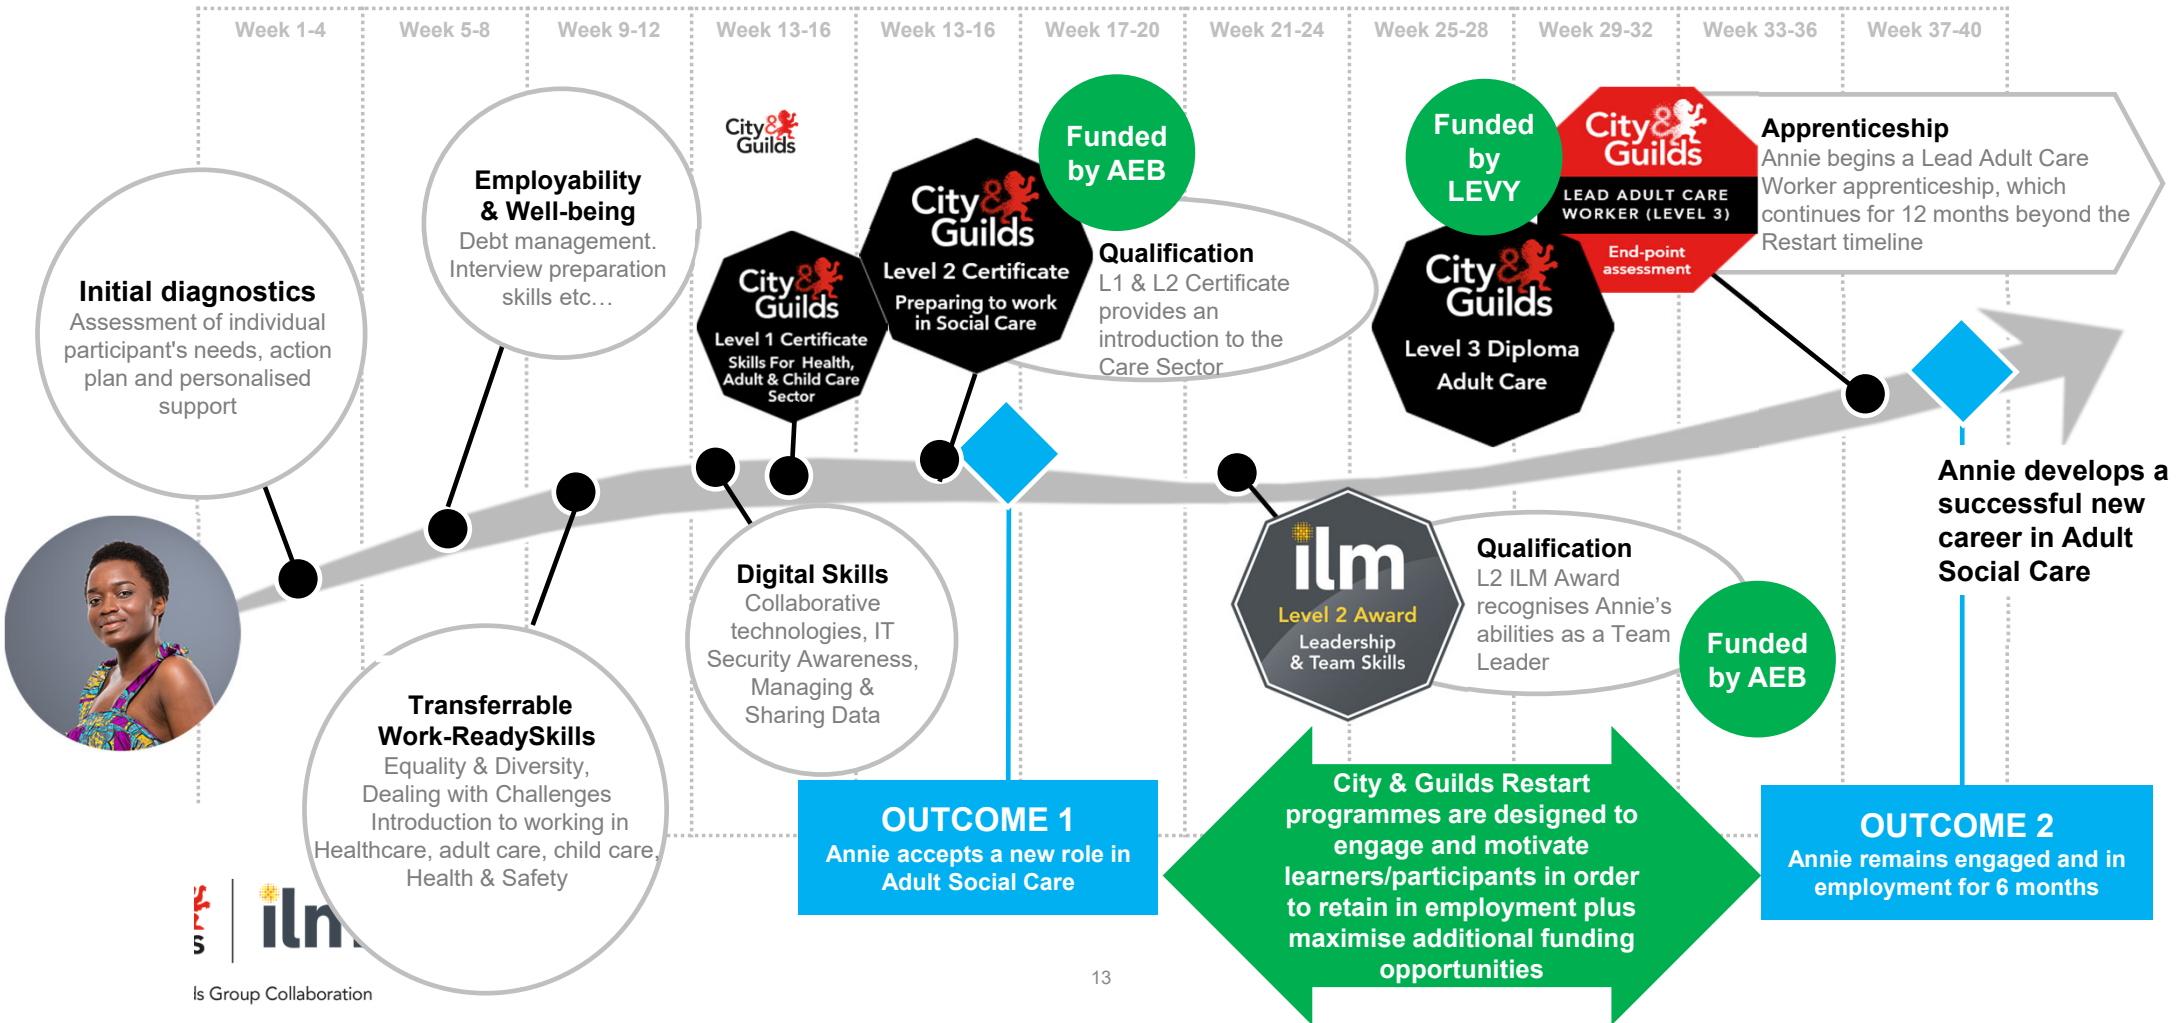 Week 1-4
Week 5-8
Week 9-12
Week 13-16
Week 13-16
Week 17-20
Week 21-24
Week 25-28
Week 29-32
Week 33-36
Week 37-40
Initial diagnostics
Assessment of individual
participant's needs, action
plan and personalised
support
Employability
& Well-being
Debt management.
Interview preparation
skills etc…
City&
Guilds
City&
Guilds
Level 1 Certificate
Skills For Health,
Adult & Child Care
Sector
City&
Guilds
Level 2 Certificate
Preparing to work
in Social Care
Funded
by AEB
Qualification
L1 & L2 Certificate
provides an
introduction to the
Care Sector
Funded
by
LEVY
City&
Guilds
Level 3 Diploma
Adult Care
City&
Guilds
LEAD ADULT CARE
WORKER (LEVEL 3)
End-point
assessment
Apprenticeship
Annie begins a Lead Adult Care
Worker apprenticeship, which
continues for 12 months beyond the
Restart timeline
Transferrable
Work-ReadySkills
Equality & Diversity,
Dealing with Challenges
Introduction to working in
Healthcare, adult care, child care,
Health & Safety
Digital Skills
Collaborative
technologies, IT
Security Awareness,
Managing &
Sharing Data
ilm
Level 2 Award
Leadership
& Team Skills
Qualification
L2 ILM Award
recognises Annie’s
abilities as a Team
Leader
Funded
by AEB
Annie develops a
successful new
career in Adult
Social Care
OUTCOME 1
Annie accepts a new role in
Adult Social Care
City & Guilds Restart
programmes are designed to
engage and motivate
learners/participants in order
to retain in employment plus
maximise additional funding
opportunities
OUTCOME 2
Annie remains engaged and in
employment for 6 months
ilm
Group Collaboration
13